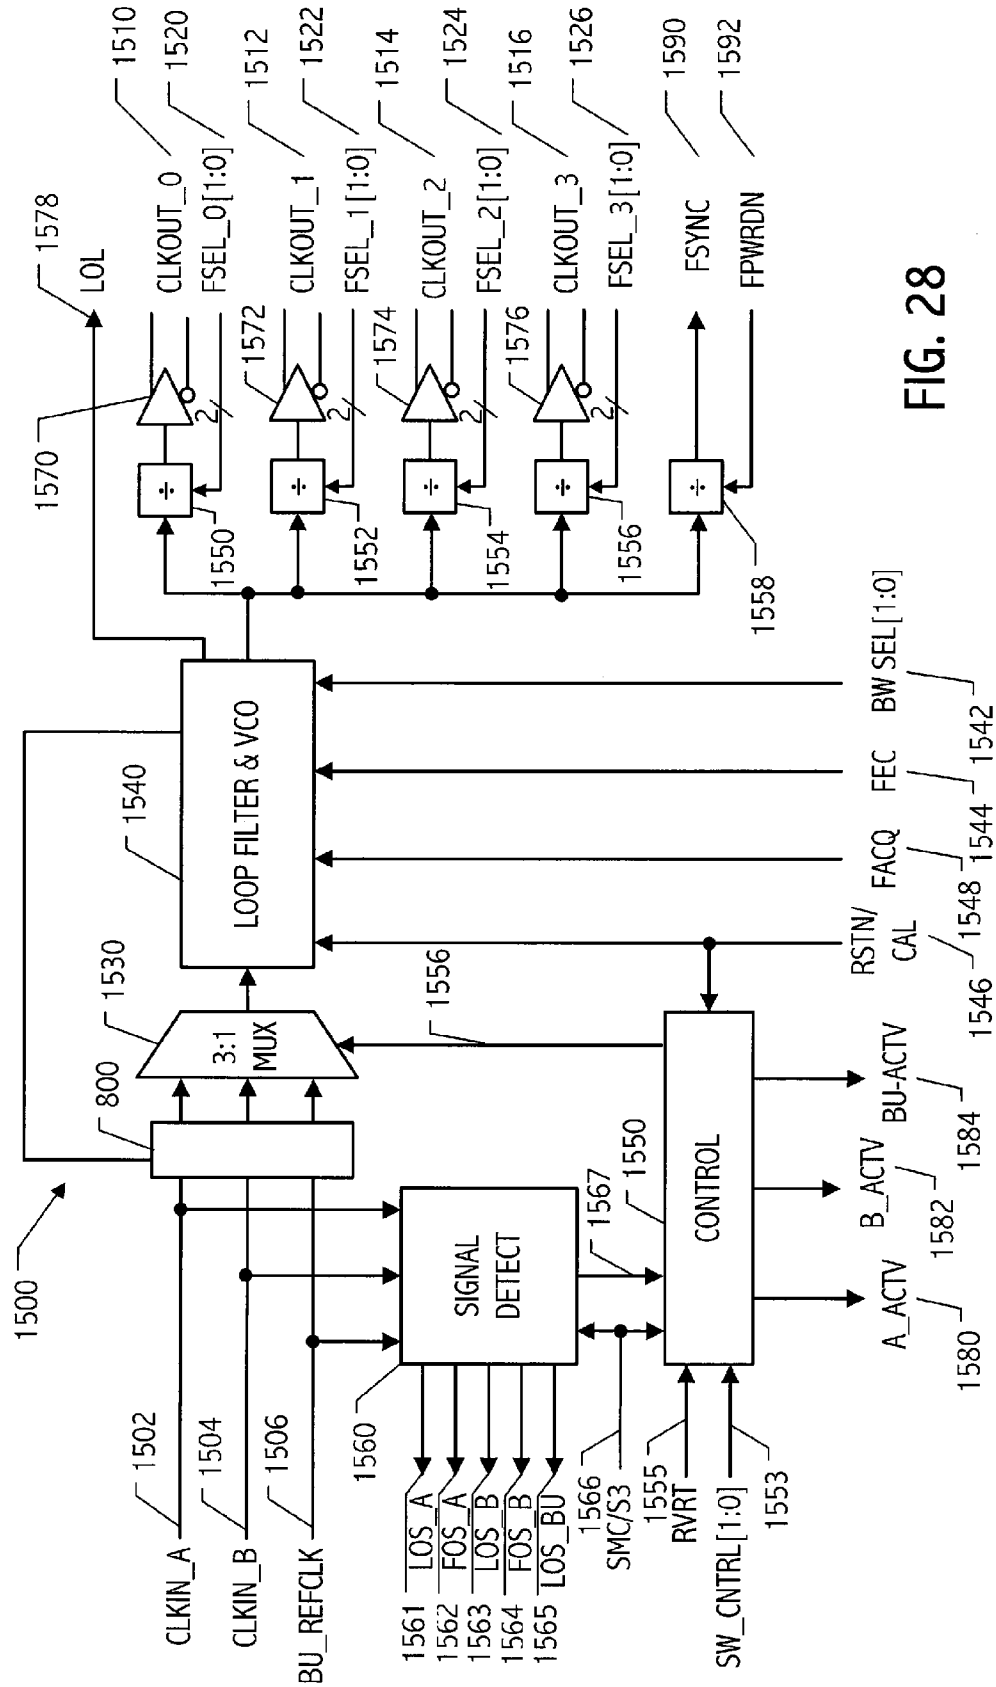 1500
CLKIN_A
1502
CLKIN_B
1504
BU_REFCLK
1506
800
3:1
MUX
1530
LOOP FILTER & VCO
1540
LOL
1578
1570
÷
1550
CLKOUT_0
1510
FSEL_0[1:0]
1520
2
1572
÷
1552
CLKOUT_1
1512
FSEL_1[1:0]
1522
2
1574
÷
1554
CLKOUT_2
1514
FSEL_2[1:0]
1524
2
1576
÷
1556
CLKOUT_3
1516
FSEL_3[1:0]
1526
2
÷
1558
FSYNC
1590
FPWRDN
1592
SIGNAL
DETECT
1560
1561
LOS_A
1562
FOS_A
1563
LOS_B
1564
FOS_B
1565
LOS_BU
1566
SMC/S3
1567
1555
RVRT
SW_CNTRL[1:0]
1553
CONTROL
1550
1556
A_ACTV
1580
B_ACTV
1582
BU-ACTV
1584
RSTN/
CAL
1546
FACQ
1548
FEC
1544
BW SEL[1:0]
1542
FIG. 28